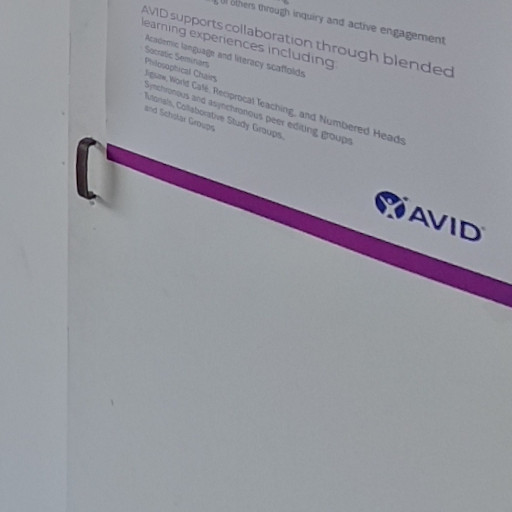 of others through inquiry and active engagement
AVID supports collaboration through blended
learning experiences including:
Academic language and literacy scaffolds
Socratic Seminars
Philosophical Chairs
Jigsaw, World Café, Reciprocal Teaching, and Numbered Heads
Synchronous and asynchronous peer editing groups
Tutorials, Collaborative Study Groups,
and Scholar Groups
AVID